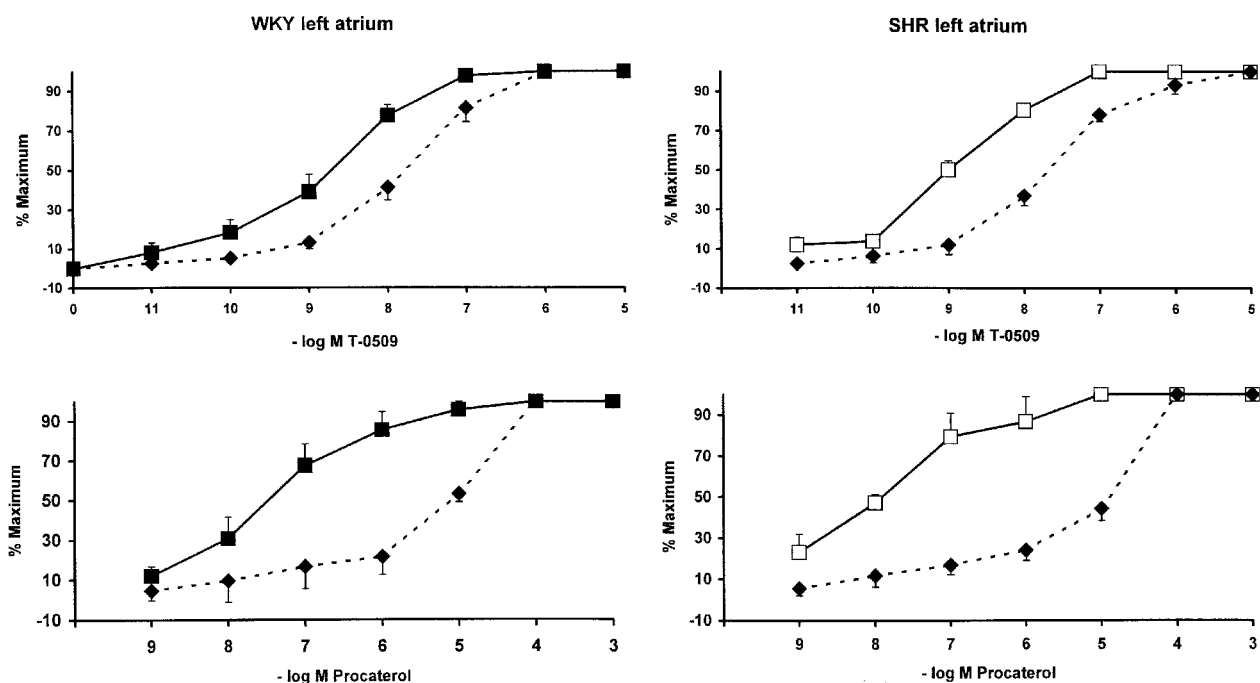 WKY left atrium
SHR left atrium
% Maximum
90
70
50
30
10
-10
0 11 10 9 8 7 6 5
- log M T-0509
% Maximum
90
70
50
30
10
-10
11 10 9 8 7 6 5
- log M T-0509
% Maximum
90
70
50
30
10
-10
9 8 7 6 5 4 3
- log M Procaterol
% Maximum
90
70
50
30
10
-10
9 8 7 6 5 4 3
- log M Procaterol